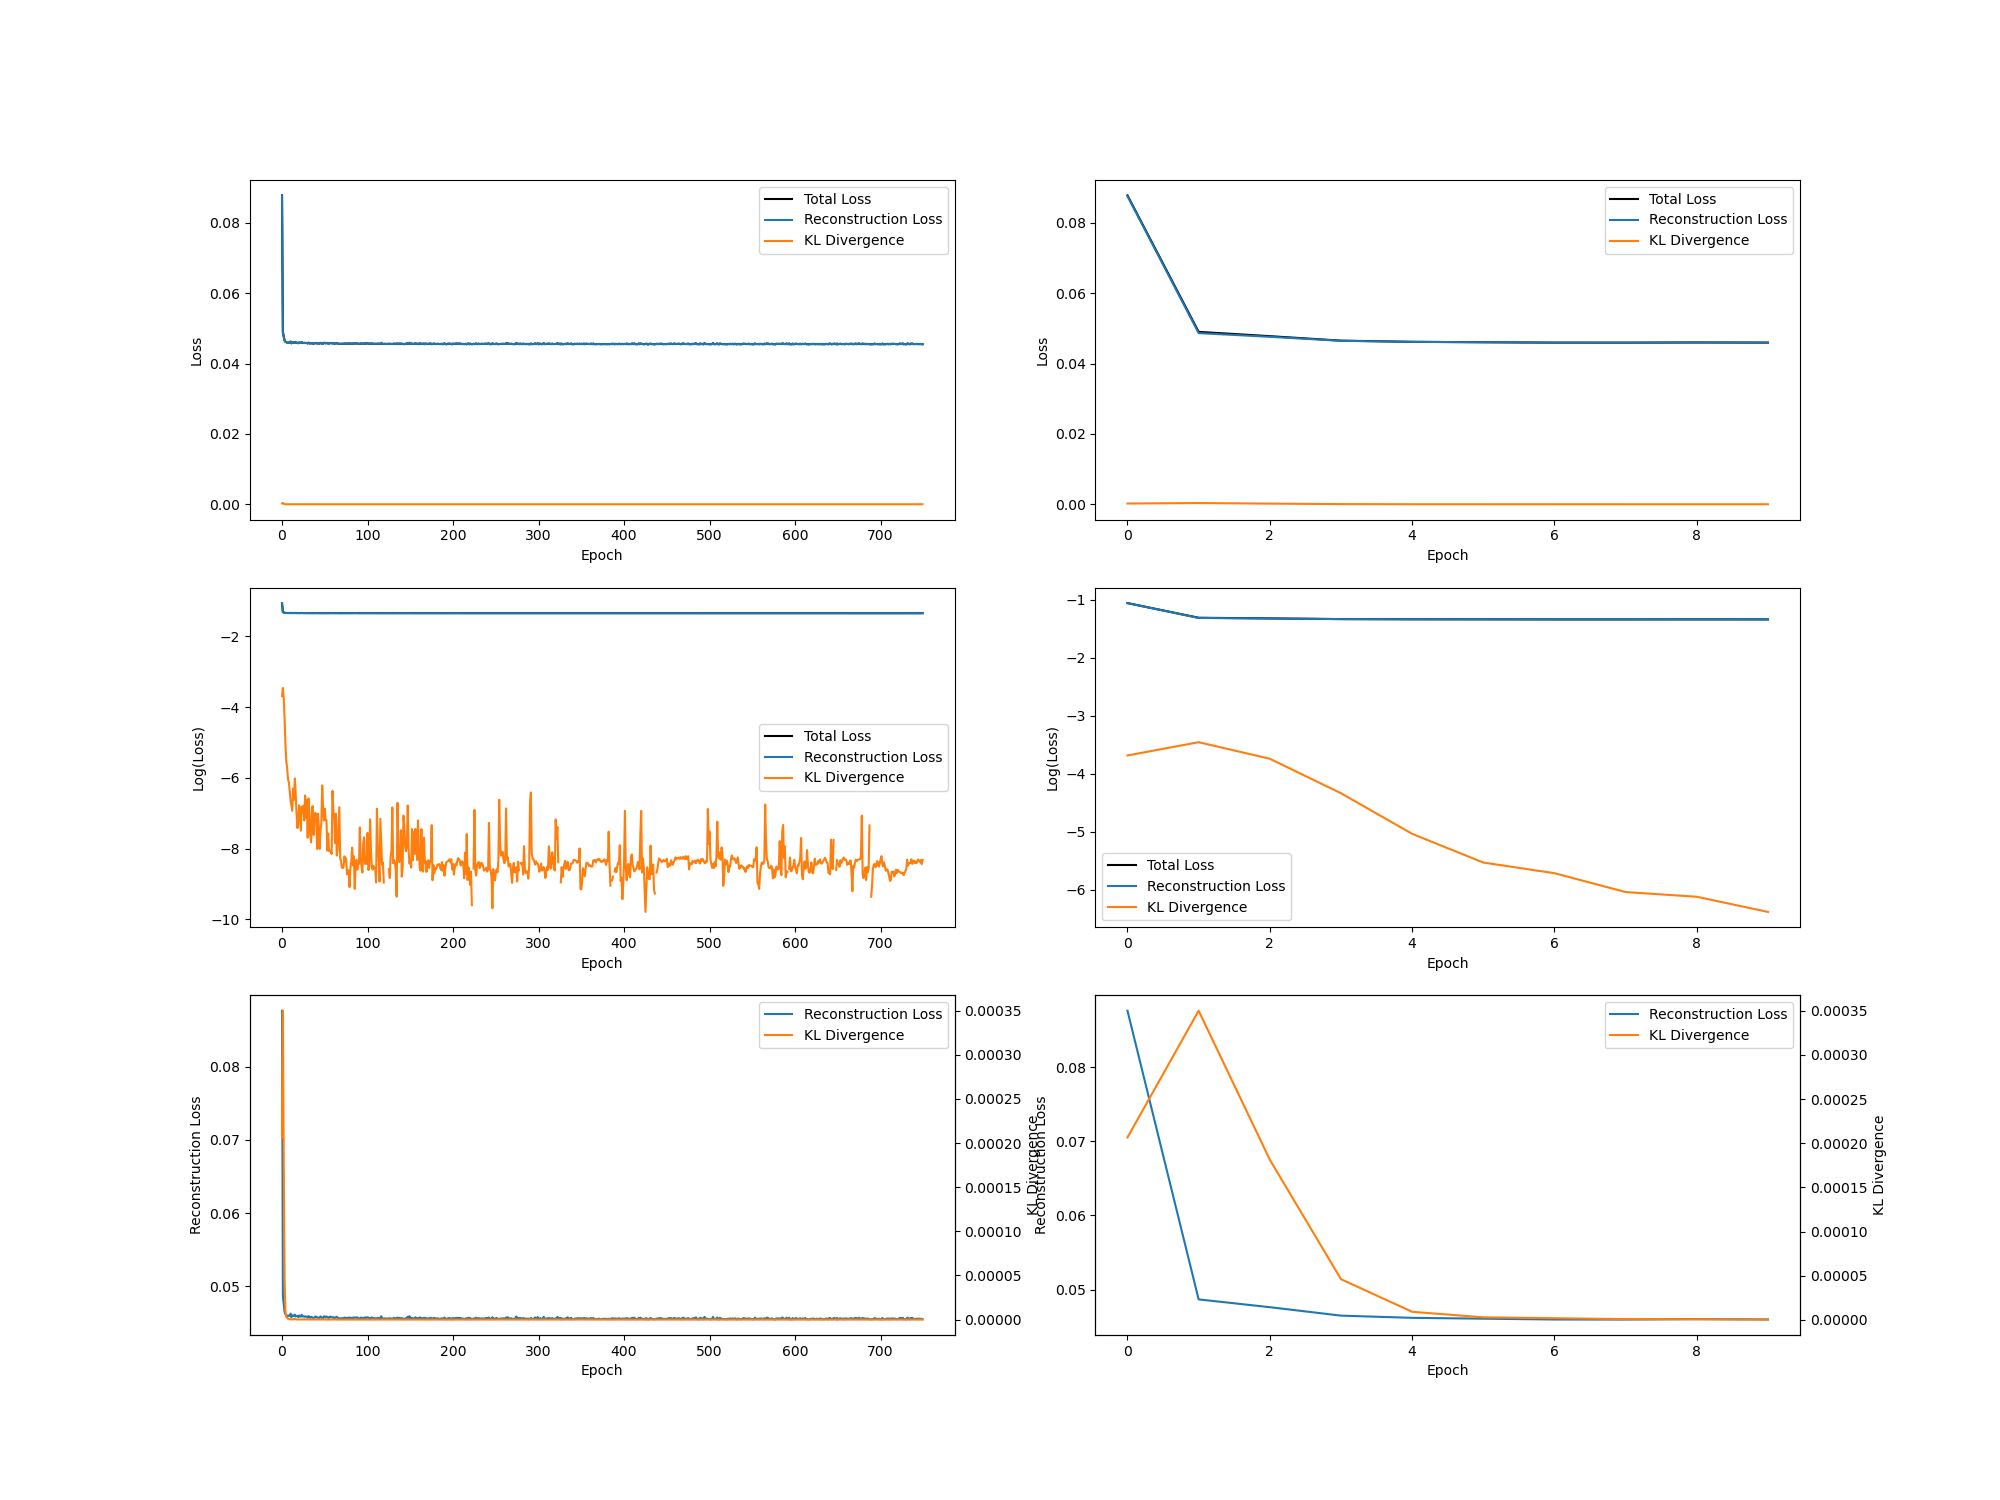 Total Loss
Reconstruction Loss
KL Divergence
0.08
0.06
0.04
0.02
0.00
Loss
0 100 200 300 400 500 600 700
Epoch
Total Loss
Reconstruction Loss
KL Divergence
0.08
0.06
0.04
0.02
0.00
Loss
0 2 4 6 8
Epoch
Total Loss
Reconstruction Loss
KL Divergence
−2
−4
−6
−8
−10
Log(Loss)
0 100 200 300 400 500 600 700
Epoch
−1
−2
−3
−4
−5
−6
Log(Loss)
Total Loss
Reconstruction Loss
KL Divergence
0 2 4 6 8
Epoch
Reconstruction Loss
KL Divergence
0.08
0.07
0.06
0.05
Reconstruction Loss
0.00035
0.00030
0.00025
0.00020
0.00015
0.00010
0.00005
0.00000
KL Divergence
0 100 200 300 400 500 600 700
Epoch
Reconstruction Loss
KL Divergence
0.08
0.07
0.06
0.05
Reconstruction Loss
0.00035
0.00030
0.00025
0.00020
0.00015
0.00010
0.00005
0.00000
KL Divergence
0 2 4 6 8
Epoch